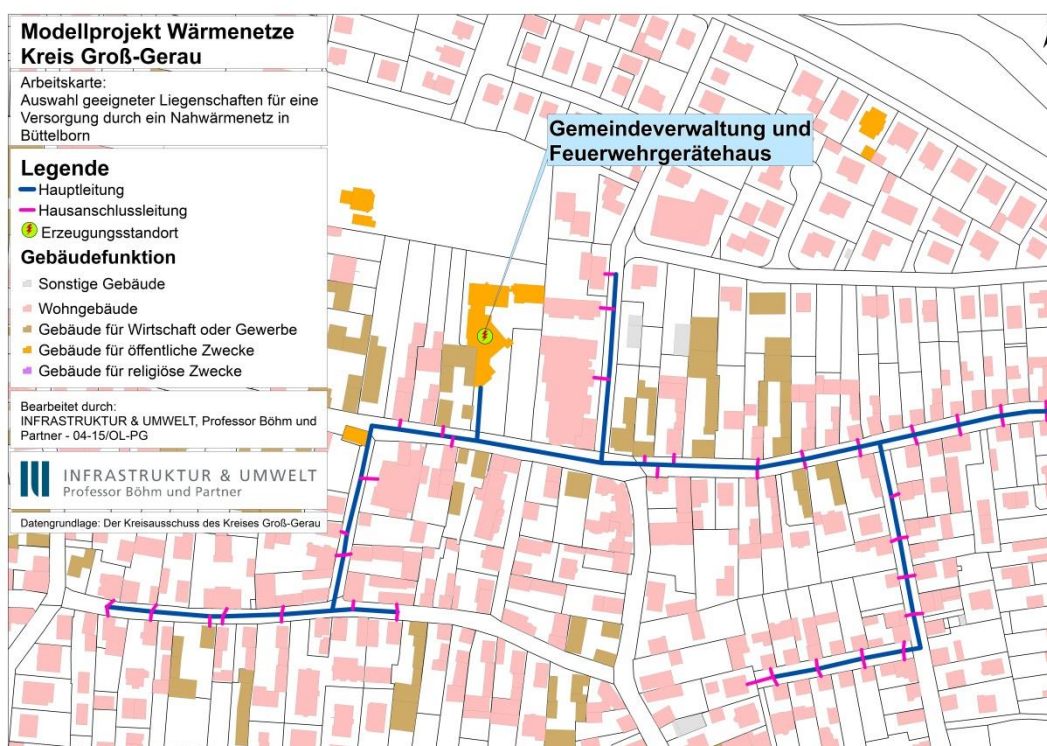 Modellprojekt Wärmenetze
Kreis Groß-Gerau
Arbeitskarte:
Auswahl geeigneter Liegenschaften für eine
Versorgung durch ein Nahwärmenetz in
Büttelborn
Legende
Hauptleitung
Hausanschlussleitung
Erzeugungsstandort
Gebäudefunktion
Sonstige Gebäude
Wohngebäude
Gebäude für Wirtschaft oder Gewerbe
Gebäude für öffentliche Zwecke
Gebäude für religiöse Zwecke
Bearbeitet durch:
INFRASTRUKTUR & UMWELT, Professor Böhm und
Partner - 04-15/OL-PG
INFRASTRUKTUR & UMWELT
Professor Böhm und Partner
Datengrundlage: Der Kreisausschuss des Kreises Groß-Gerau
Gemeindeverwaltung und
Feuerwehrgerätehaus